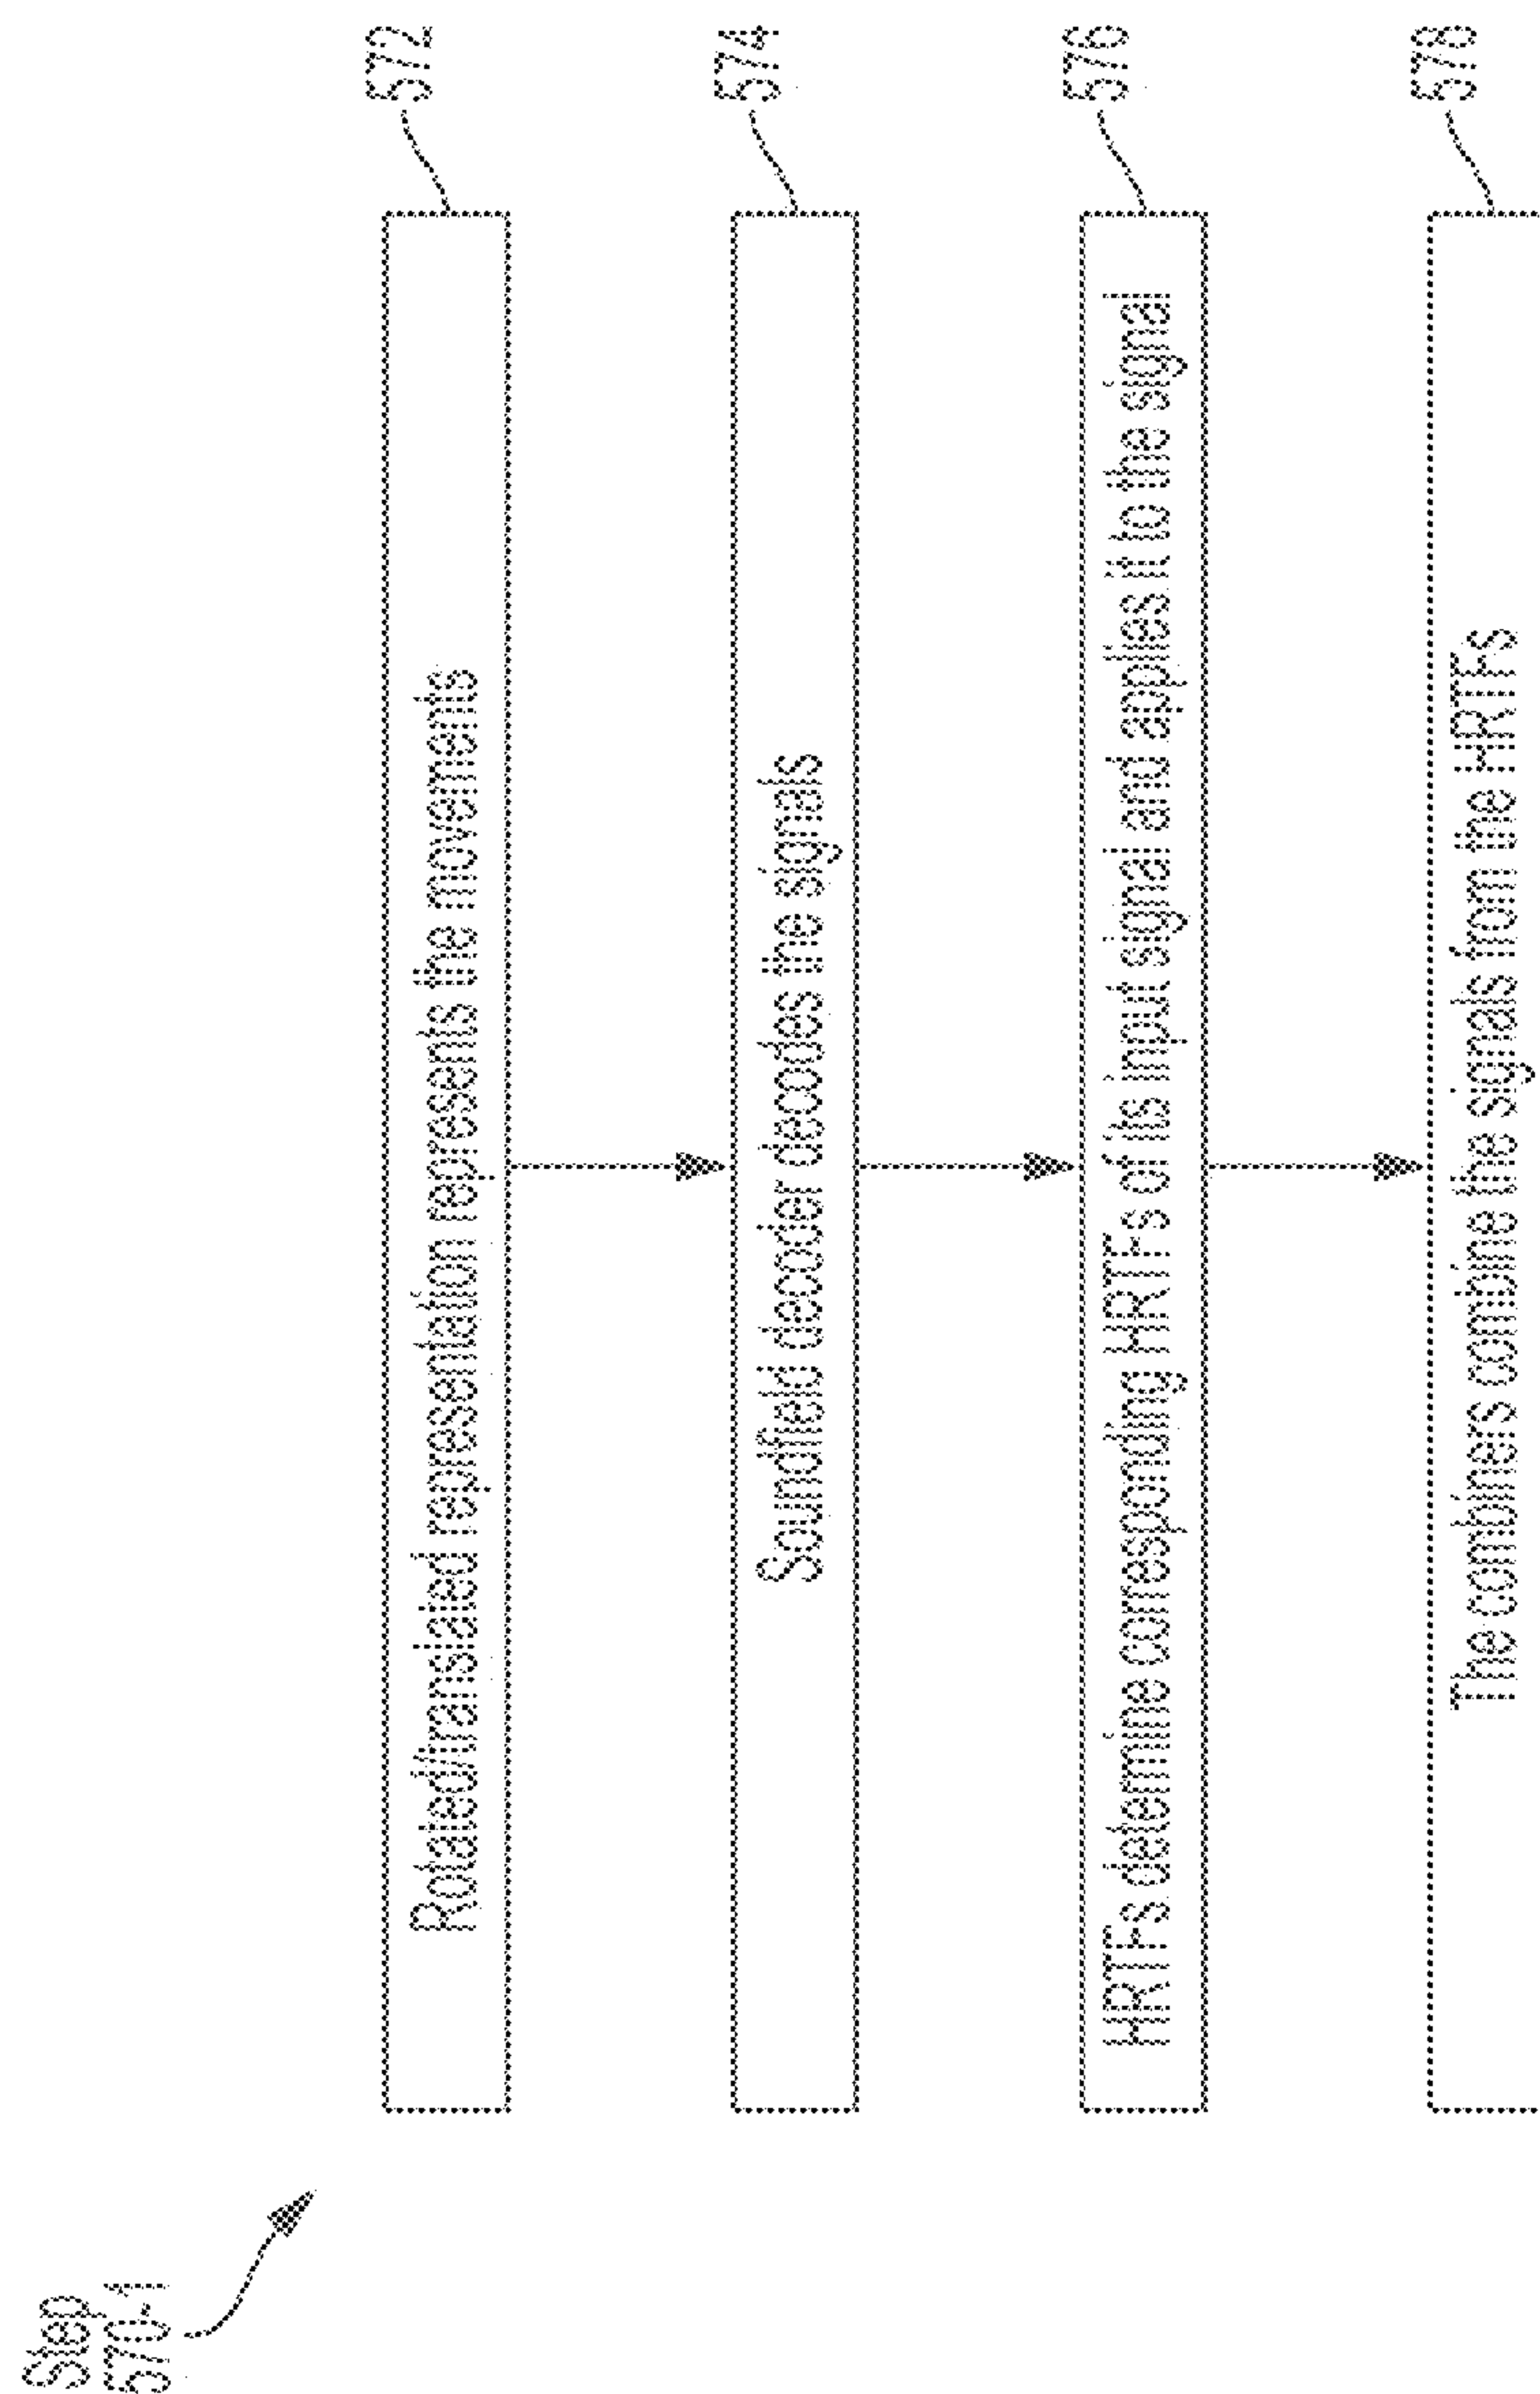 Step
570-1
Rotated/translated representation represents the movements
572
Soundfield decoder decodes the signals
574
HRTFs determine corresponding HRTFs of its input signal and applies it to the signal
576
The combiners combine the signals from the HRTFs
578